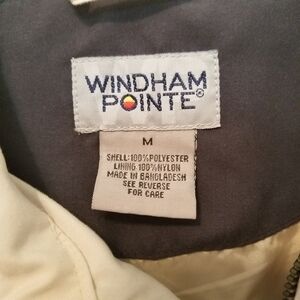 WINDHAM
POINTE®
M
SHELL:100%POLYESTER
LINING:100%NYLON
MADE IN BANGLADESH
SEE REVERSE
FOR CARE